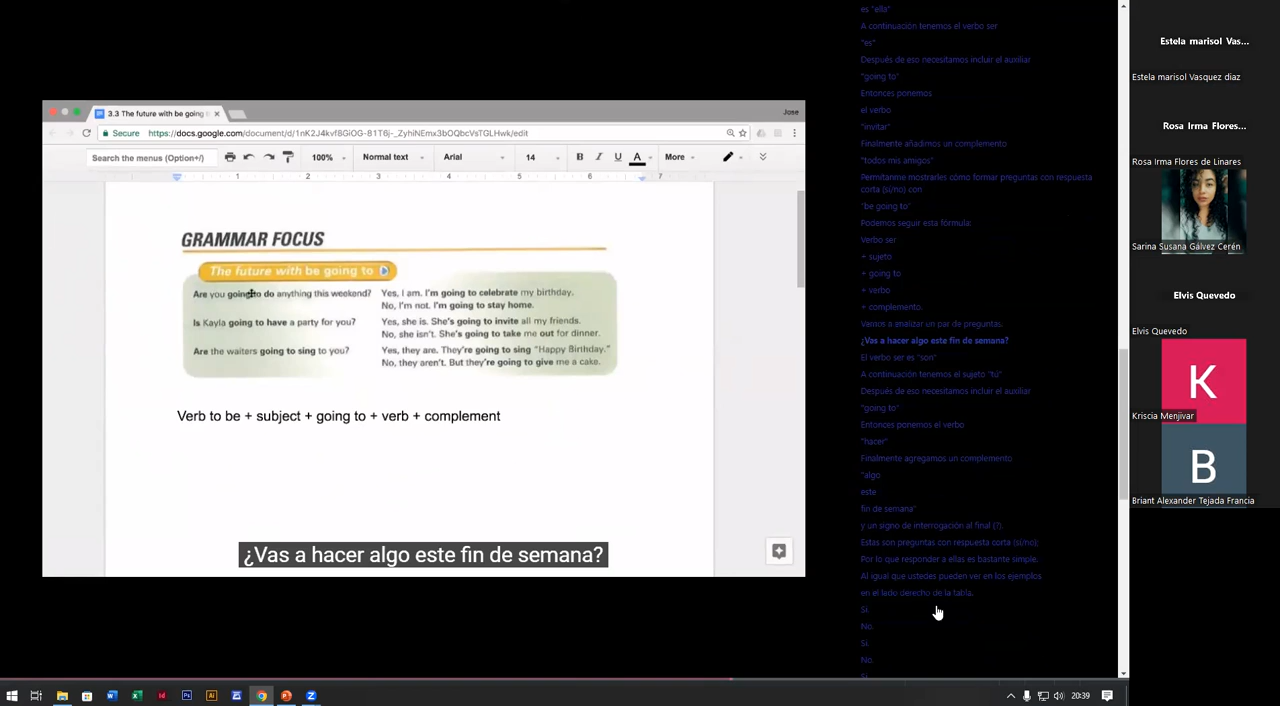 3.3 The future with be going
Jose
Secure
https://docs.google.com/document/d/1nK2J4kvf8GiOG-81T6j-_ZyhiNEmx3bOQbcVsTGLHwk/edit
Search the menus (Option+/)
100%
Normal text
Arial
14
B
I
U
A
More
1
2
3
4
5
6
7
GRAMMAR FOCUS
The future with be going to
Are you going to do anything this weekend?
Yes, I am. I'm going to celebrate my birthday.
No, I'm not. I'm going to stay home.
Is Kayla going to have a party for you?
Yes, she is. She's going to invite all my friends.
No, she isn't. She's going to take me out for dinner.
Are the waiters going to sing to you?
Yes, they are. They're going to sing "Happy Birthday."
No, they aren't. But they're going to give me a cake.
Verb to be + subject + going to + verb + complement
¿Vas a hacer algo este fin de semana?
es "ella"
A continuación tenemos el verbo ser
"es"
Después de eso necesitamos incluir el auxiliar
"going to"
Entonces ponemos
el verbo
"invitar"
Finalmente añadimos un complemento
"todos mis amigos"
Permítanme mostrarles cómo formar preguntas con respuesta
corta (sí/no) con
"be going to"
Podemos seguir esta fórmula:
Verbo ser
+ sujeto
+ going to
+ verbo
+ complemento.
Vamos a analizar un par de preguntas.
¿Vas a hacer algo este fin de semana?
El verbo ser es "son"
A continuación tenemos el sujeto "tú"
Después de eso necesitamos incluir el auxiliar
"going to"
Entonces ponemos el verbo
"hacer"
Finalmente agregamos un complemento
"algo
este
fin de semana"
y un signo de interrogación al final (?).
Estas son preguntas con respuesta corta (sí/no);
Por lo que responder a ellas es bastante simple.
Al igual que ustedes pueden ver en los ejemplos
en el lado derecho de la tabla.
Sí.
No.
Sí.
No.
Sí.
Estela marisol Vas...
Estela marisol Vasquez diaz
Rosa Irma Flores...
Rosa Irma Flores de Linares
Sarina Susana Gálvez Cerén
Elvis Quevedo
Elvis Quevedo
K
Kriscia Menjivar
B
Briant Alexander Tejada Francia
20:39